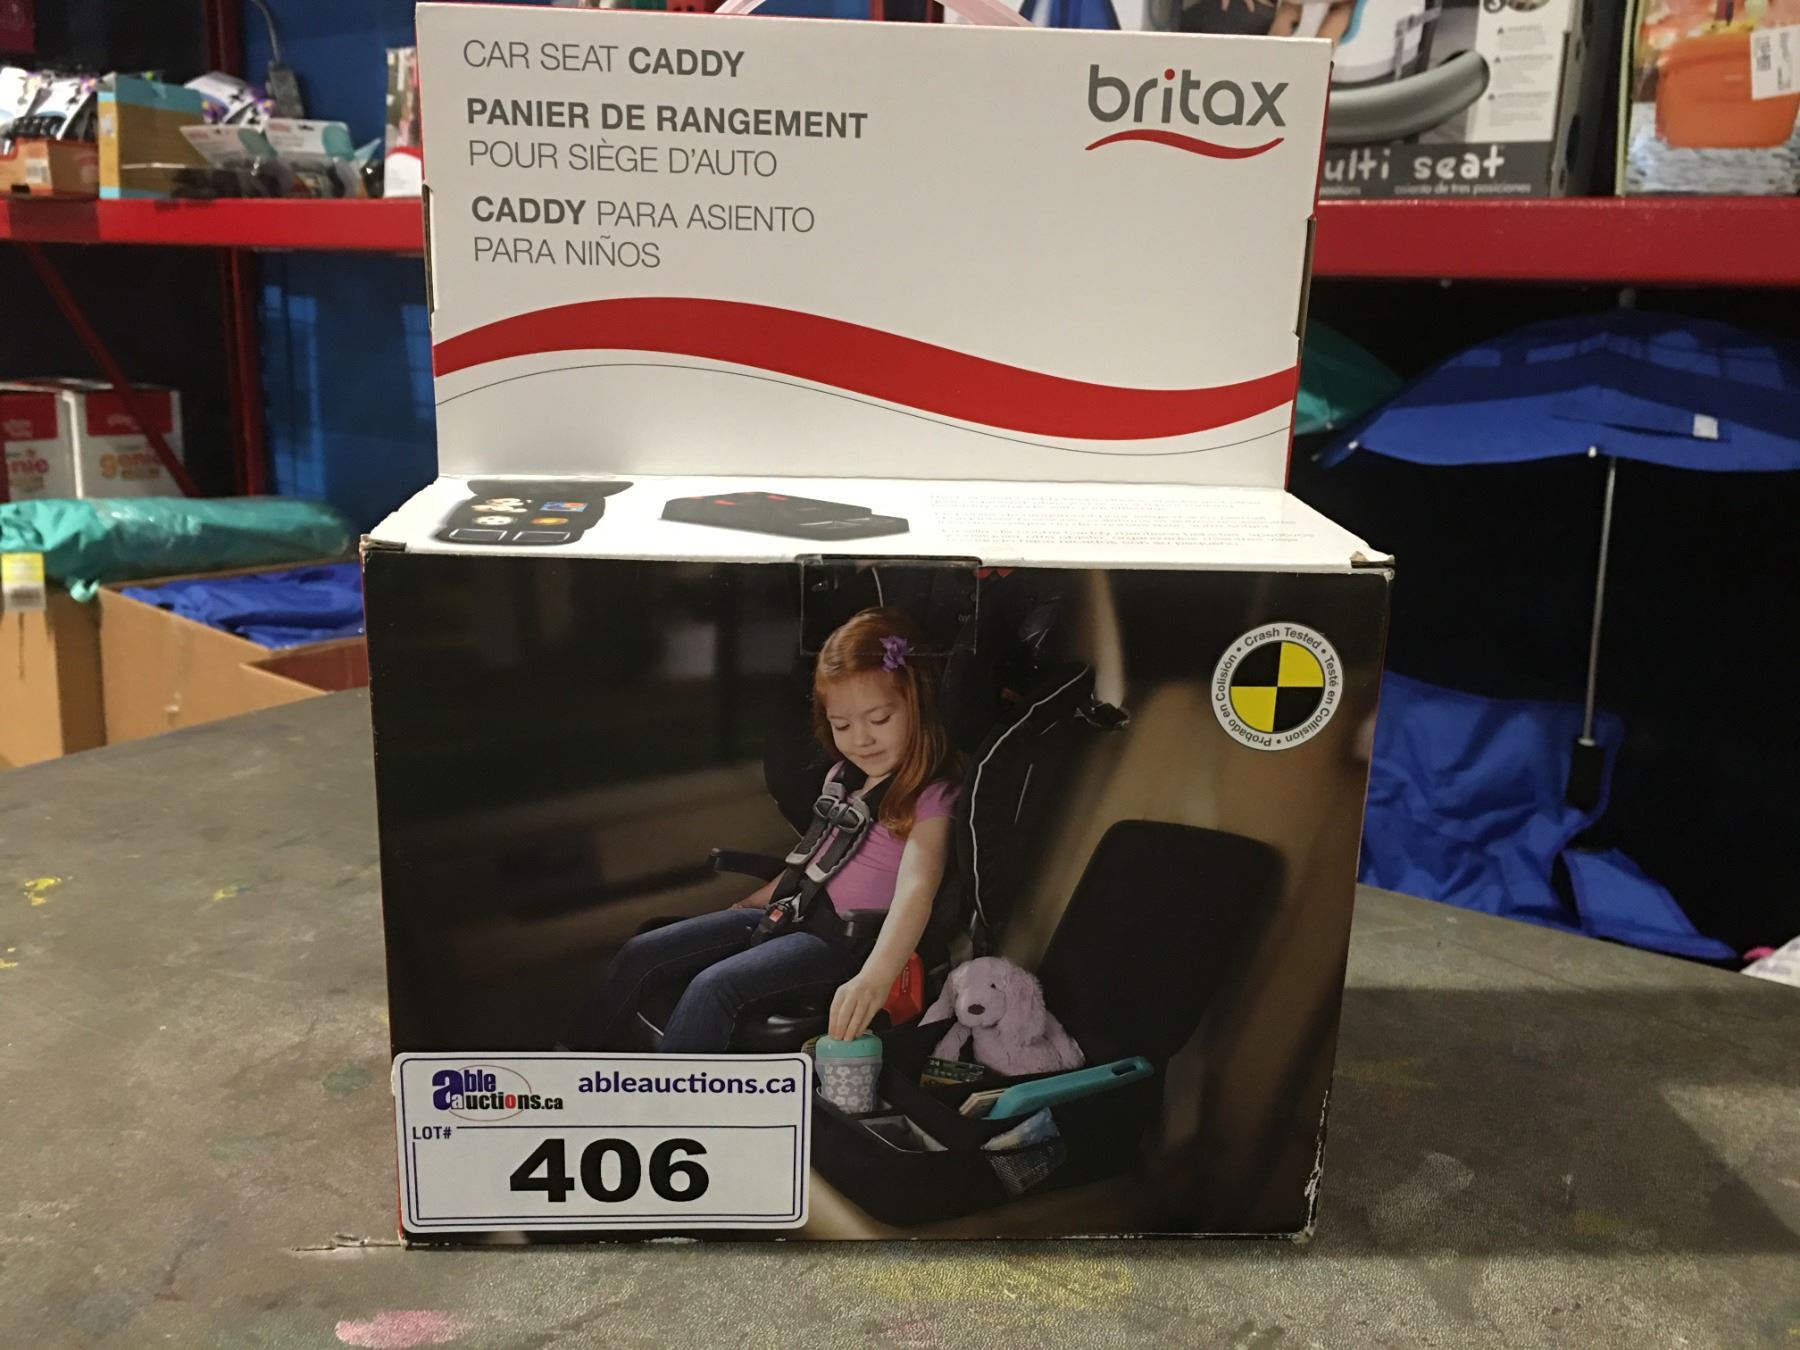 CAR SEAT CADDY
britax
PANIER DE RANGEMENT
POUR SIÈGE D'AUTO
CADDY PARA ASIENTO
PARA NIÑOS
ulti seat
Crash Tested • Testé en Collision • Probado en Colisión •
able auctions.ca
ableauctions.ca
LOT#
406